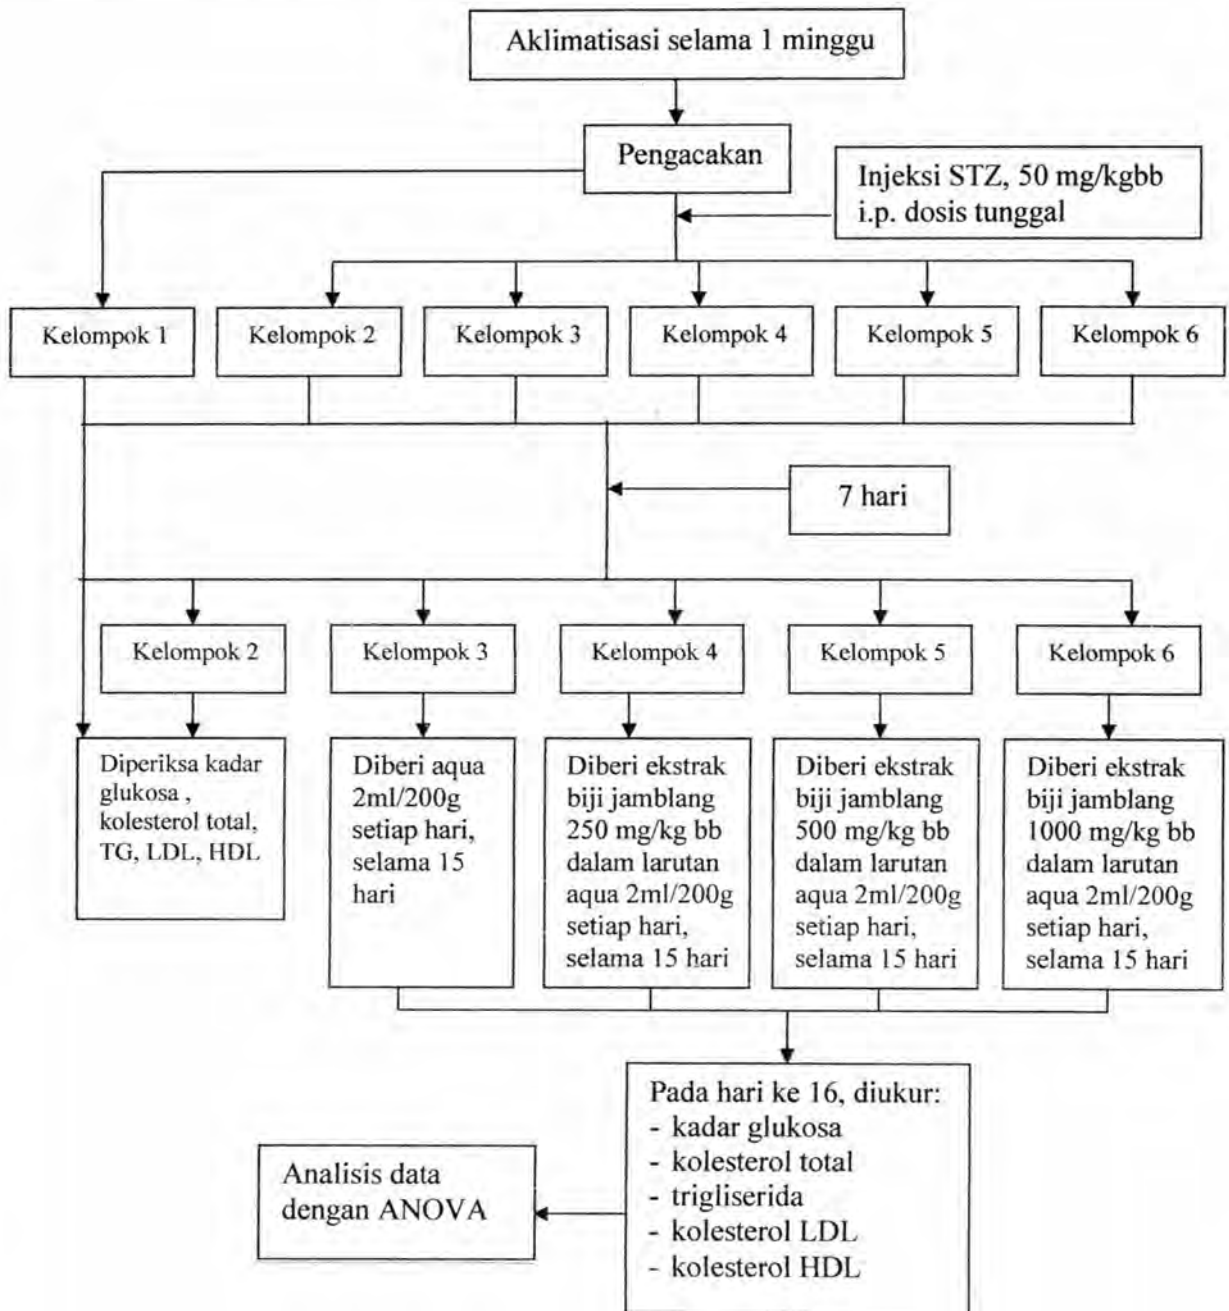 Aklimatisasi selama 1 minggu
Pengacakan
Injeksi STZ, 50 mg/kgbb
i.p. dosis tunggal
Kelompok 1
Kelompok 2
Kelompok 3
Kelompok 4
Kelompok 5
Kelompok 6
7 hari
Kelompok 2
Kelompok 3
Kelompok 4
Kelompok 5
Kelompok 6
Diperiksa kadar
glukosa ,
kolesterol total,
TG, LDL, HDL
Diberi aqua
2ml/200g
setiap hari,
selama 15
hari
Diberi ekstrak
biji jamblang
250 mg/kg bb
dalam larutan
aqua 2ml/200g
setiap hari,
selama 15 hari
Diberi ekstrak
biji jamblang
500 mg/kg bb
dalam larutan
aqua 2ml/200g
setiap hari,
selama 15 hari
Diberi ekstrak
biji jamblang
1000 mg/kg bb
dalam larutan
aqua 2ml/200g
setiap hari,
selama 15 hari
Pada hari ke 16, diukur:
- kadar glukosa
- kolesterol total
- trigliserida
- kolesterol LDL
- kolesterol HDL
Analisis data
dengan ANOVA